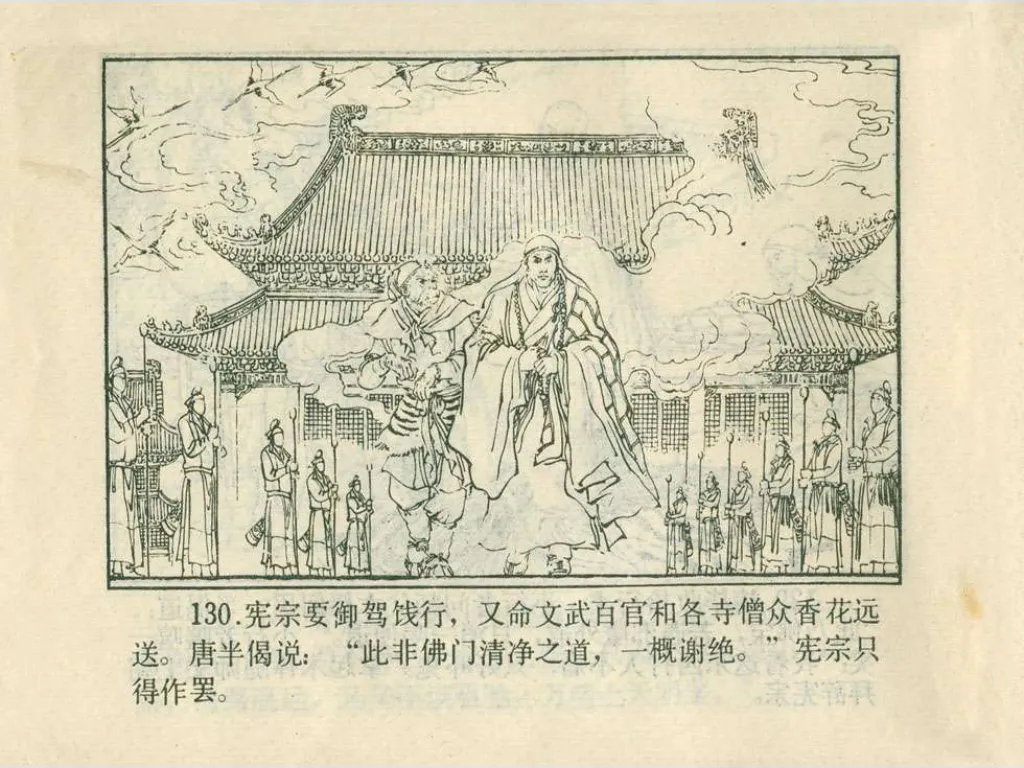 130.宪宗要御驾饯行，又命文武百官和各寺僧众香花远
送。唐半偈说：“此非佛门清净之道，一概谢绝。”宪宗只
得作罢。